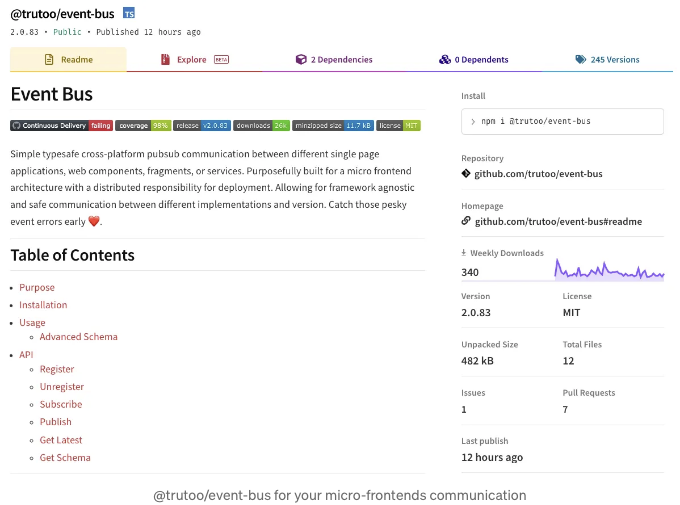 @trutoo/event-bus TS
2.0.83 • Public • Published 12 hours ago
Readme
Explore BETA
2 Dependencies
0 Dependents
245 Versions
Event Bus
Continuous Delivery failing coverage 98% release v2.0.83 downloads 26k minzipped size 11.7 kB license MIT
Simple typesafe cross-platform pubsub communication between different single page
applications, web components, fragments, or services. Purposefully built for a micro frontend
architecture with a distributed responsibility for deployment. Allowing for framework agnostic
and safe communication between different implementations and version. Catch those pesky
event errors early ❤️.
Table of Contents
• Purpose
• Installation
• Usage
◦ Advanced Schema
• API
◦ Register
◦ Unregister
◦ Subscribe
◦ Publish
◦ Get Latest
◦ Get Schema
Install
❯ npm i @trutoo/event-bus
Repository
github.com/trutoo/event-bus
Homepage
github.com/trutoo/event-bus#readme
Weekly Downloads
340
Version
2.0.83
License
MIT
Unpacked Size
482 kB
Total Files
12
Issues
1
Pull Requests
7
Last publish
12 hours ago
@trutoo/event-bus for your micro-frontends communication